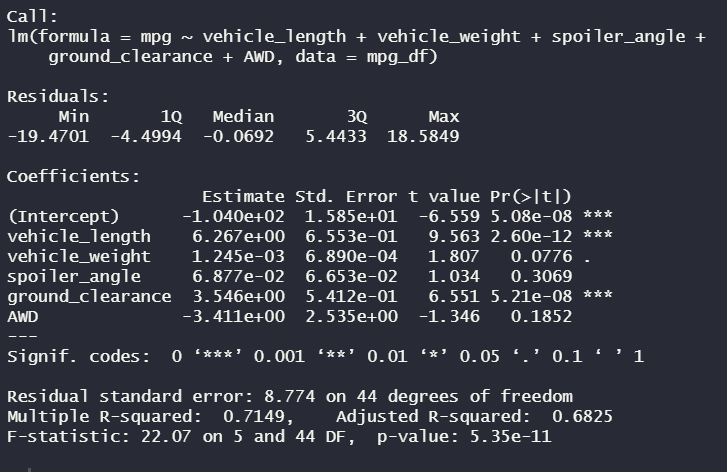 Call:
lm(formula = mpg ~ vehicle_length + vehicle_weight + spoiler_angle +
    ground_clearance + AWD, data = mpg_df)

Residuals:
     Min       1Q   Median       3Q      Max
-19.4701  -4.4994  -0.0692   5.4433  18.5849

Coefficients:
                   Estimate Std. Error t value Pr(>|t|)
(Intercept)      -1.040e+02  1.585e+01  -6.559 5.08e-08 ***
vehicle_length    6.267e+00  6.553e-01   9.563 2.60e-12 ***
vehicle_weight    1.245e-03  6.890e-04   1.807   0.0776 .
spoiler_angle     6.877e-02  6.653e-02   1.034   0.3069
ground_clearance  3.546e+00  5.412e-01   6.551 5.21e-08 ***
AWD              -3.411e+00  2.535e+00  -1.346   0.1852
---
Signif. codes:  0 ‘***’ 0.001 ‘**’ 0.01 ‘*’ 0.05 ‘.’ 0.1 ‘ ’ 1

Residual standard error: 8.774 on 44 degrees of freedom
Multiple R-squared:  0.7149,    Adjusted R-squared:  0.6825
F-statistic: 22.07 on 5 and 44 DF,  p-value: 5.35e-11